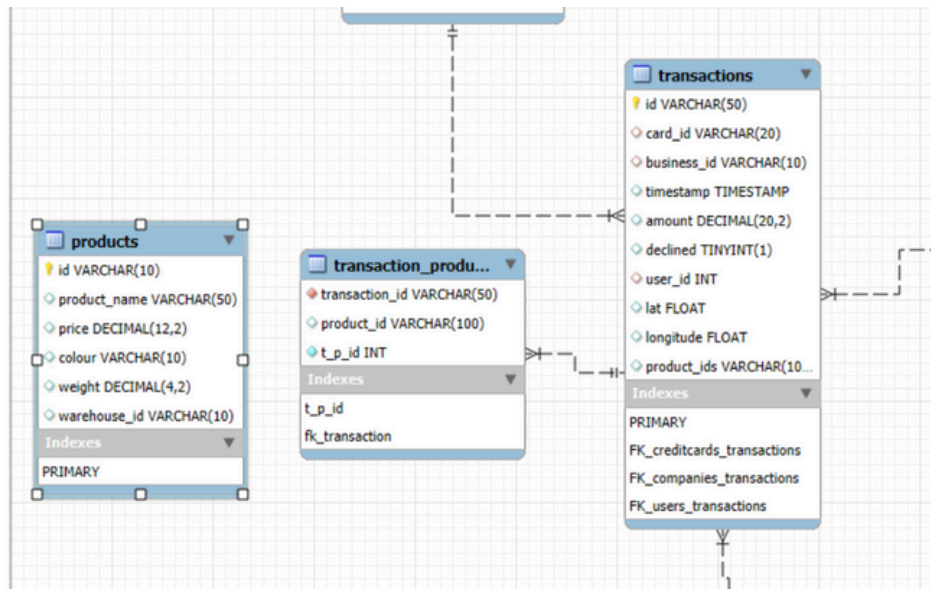 products
id VARCHAR(10)
product_name VARCHAR(50)
price DECIMAL(12,2)
colour VARCHAR(10)
weight DECIMAL(4,2)
warehouse_id VARCHAR(10)
Indexes
PRIMARY
transaction_produ...
transaction_id VARCHAR(50)
product_id VARCHAR(100)
t_p_id INT
Indexes
t_p_id
fk_transaction
transactions
id VARCHAR(50)
card_id VARCHAR(20)
business_id VARCHAR(10)
timestamp TIMESTAMP
amount DECIMAL(20,2)
declined TINYINT(1)
user_id INT
lat FLOAT
longitude FLOAT
product_ids VARCHAR(10...
Indexes
PRIMARY
FK_creditcards_transactions
FK_companies_transactions
FK_users_transactions